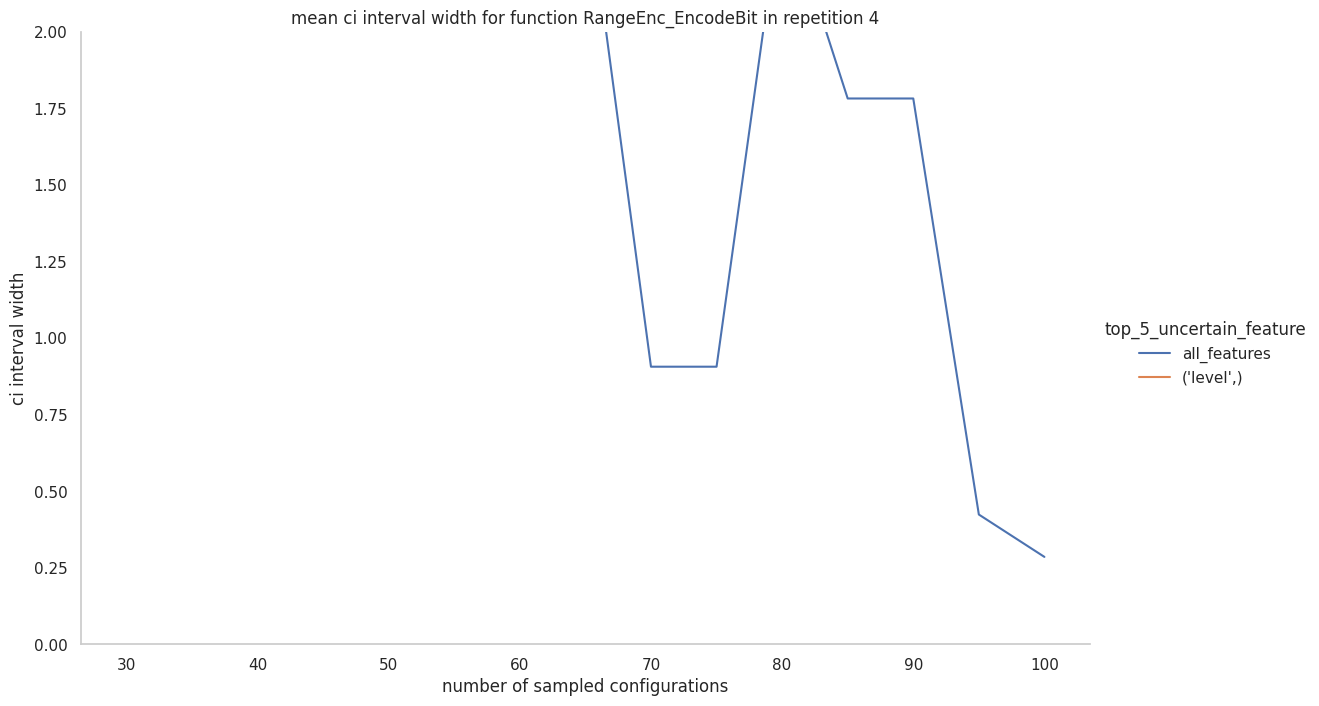 mean ci interval width for function RangeEnc_EncodeBit in repetition 4
2.00
1.75
1.50
1.25
1.00
0.75
0.50
0.25
0.00
ci interval width
30 40 50 60 70 80 90 100
number of sampled configurations
top_5_uncertain_feature
all_features
('level',)